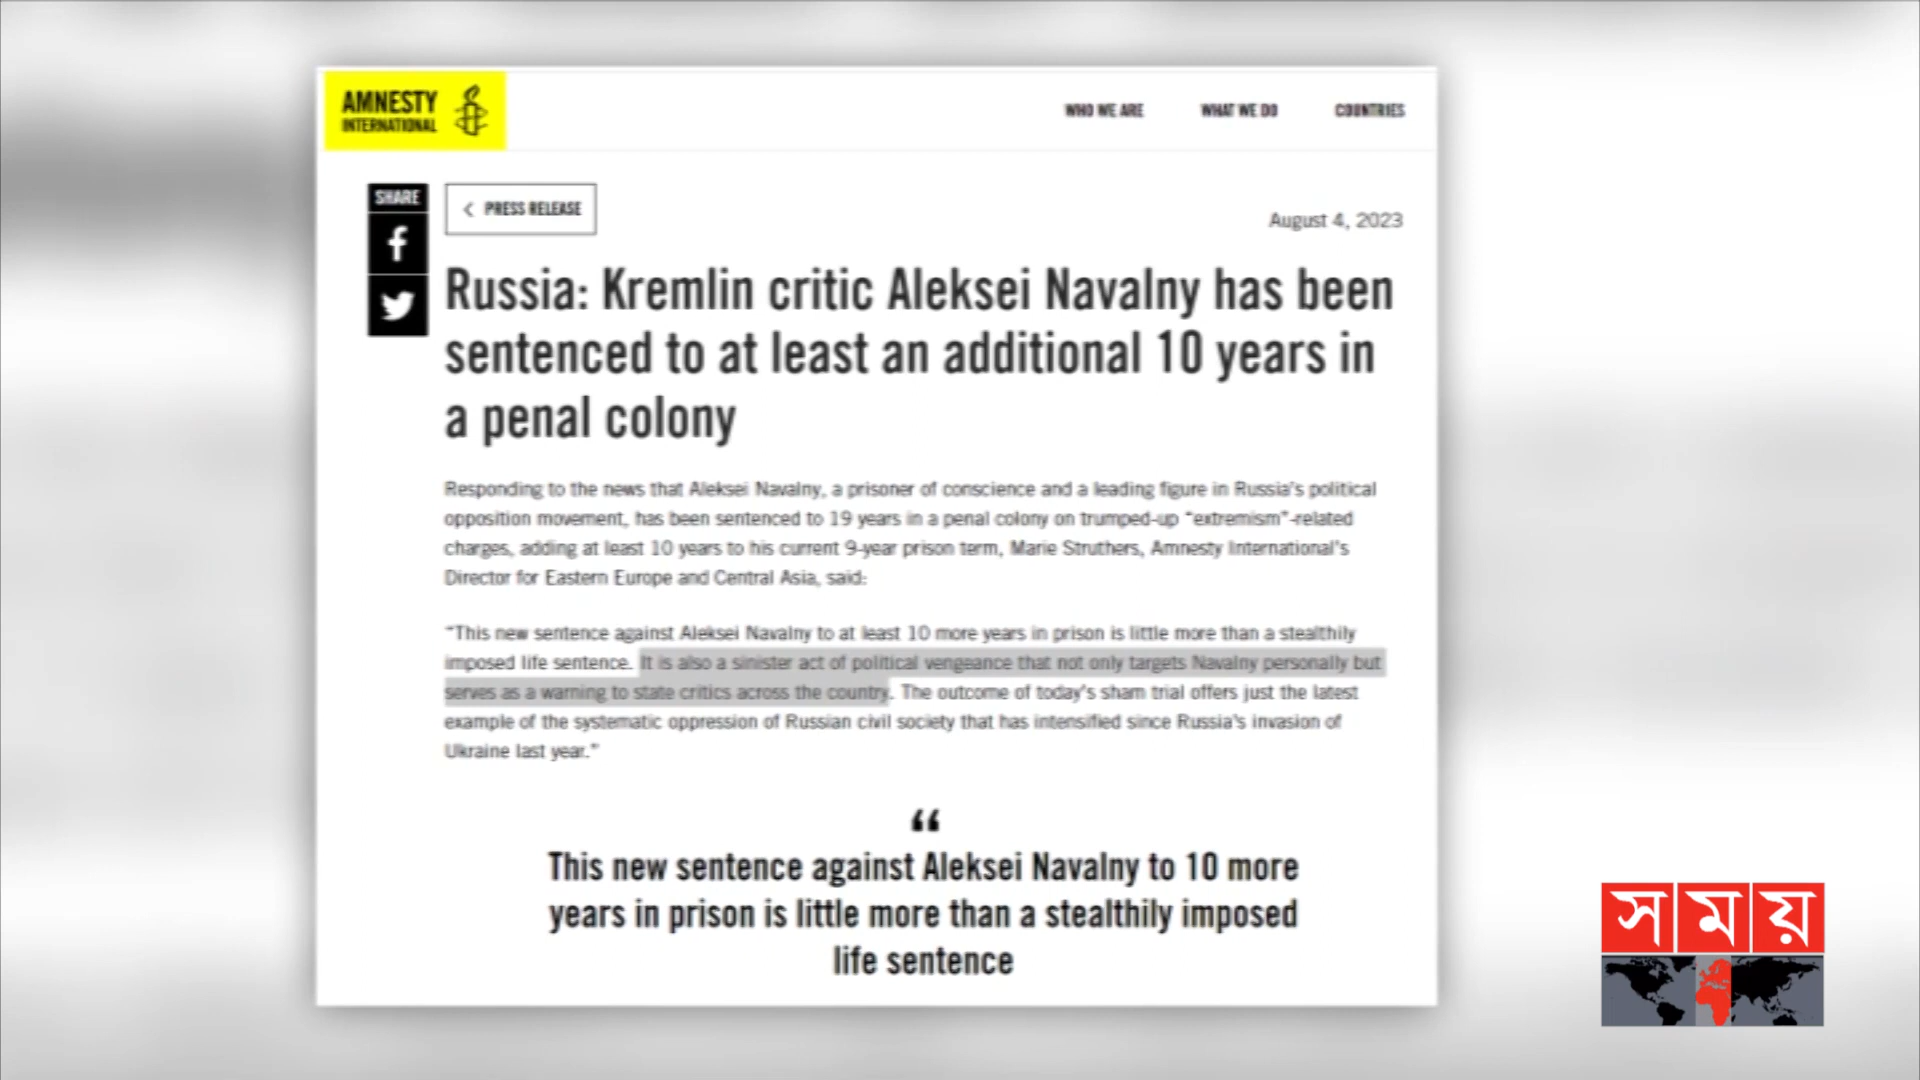 AMNESTY
INTERNATIONAL
WHO WE ARE
WHAT WE DO
COUNTRIES
SHARE
PRESS RELEASE
August 4, 2023
Russia: Kremlin critic Aleksei Navalny has been
sentenced to at least an additional 10 years in
a penal colony
Responding to the news that Aleksei Navalny, a prisoner of conscience and a leading figure in Russia's political
opposition movement, has been sentenced to 19 years in a penal colony on trumped-up "extremism"-related
charges, adding at least 10 years to his current 9-year prison term, Marie Struthers, Amnesty International's
Director for Eastern Europe and Central Asia, said:
"This new sentence against Aleksei Navalny to at least 10 more years in prison is little more than a stealthily
imposed life sentence. It is also a sinister act of political vengeance that not only targets Navalny personally but
serves as a warning to state critics across the country. The outcome of today's sham trial offers just the latest
example of the systematic oppression of Russian civil society that has intensified since Russia's invasion of
Ukraine last year."
“
This new sentence against Aleksei Navalny to 10 more
years in prison is little more than a stealthily imposed
life sentence
সময়